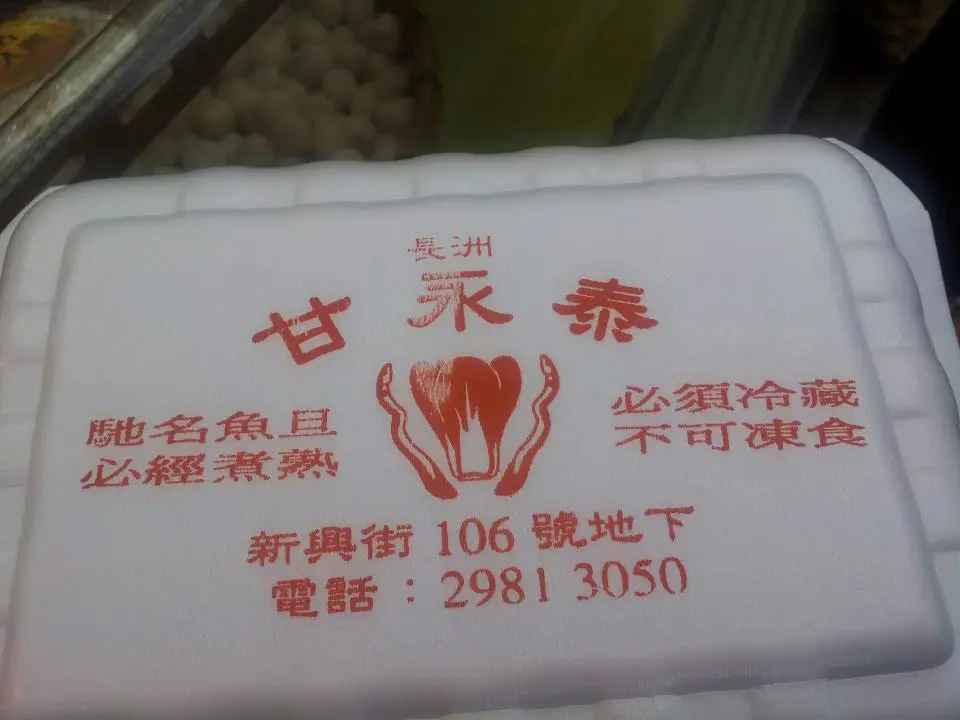 長洲
甘永泰
馳名魚旦
必經煮熟
必須冷藏
不可凍食
新興街 106 號地下
電話：2981 3050